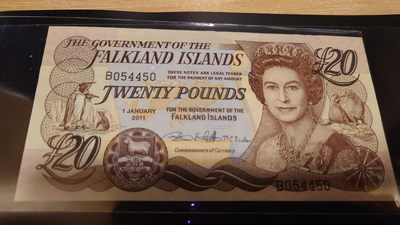 THE GOVERNMENT OF THE
FALKLAND ISLANDS
£20
B054450
THESE NOTES ARE LEGAL TENDER
FOR THE PAYMENT OF ANY AMOUNT
TWENTY POUNDS
1 JANUARY
2011
FOR THE GOVERNMENT OF THE
FALKLAND ISLANDS
£20
Commissioners of Currency
B054450